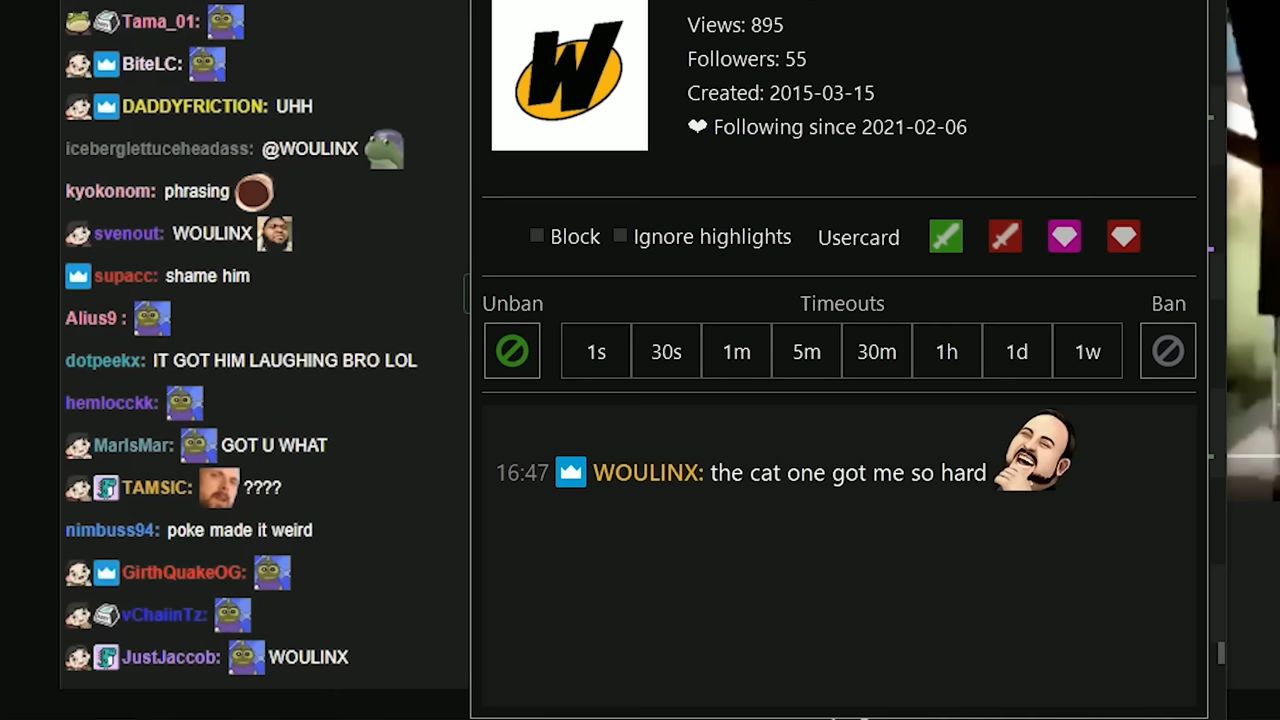 Tama_01:
BiteLC:
DADDYFRICTION: UHH
iceberglettuceheadass: @WOULINX
kyokonom: phrasing
svenout: WOULINX
supacc: shame him
Alius9 :
dotpeekx: IT GOT HIM LAUGHING BRO LOL
hemlocckk:
MarIsMar: GOT U WHAT
TAMSIC: ????
nimbuss94: poke made it weird
GirthQuakeOG:
vChaiinTz:
JustJaccob: WOULINX
W
Views: 895
Followers: 55
Created: 2015-03-15
Following since 2021-02-06
Block Ignore highlights Usercard
Unban Timeouts Ban
1s 30s 1m 5m 30m 1h 1d 1w
16:47 WOULINX: the cat one got me so hard